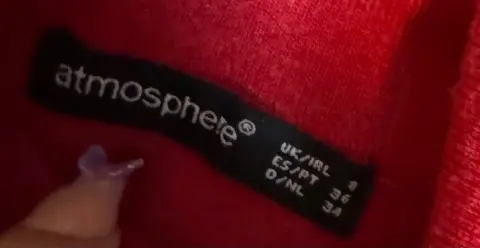 atmosphere®
UK/IRL 8
ES/PT 36
D/NL 34